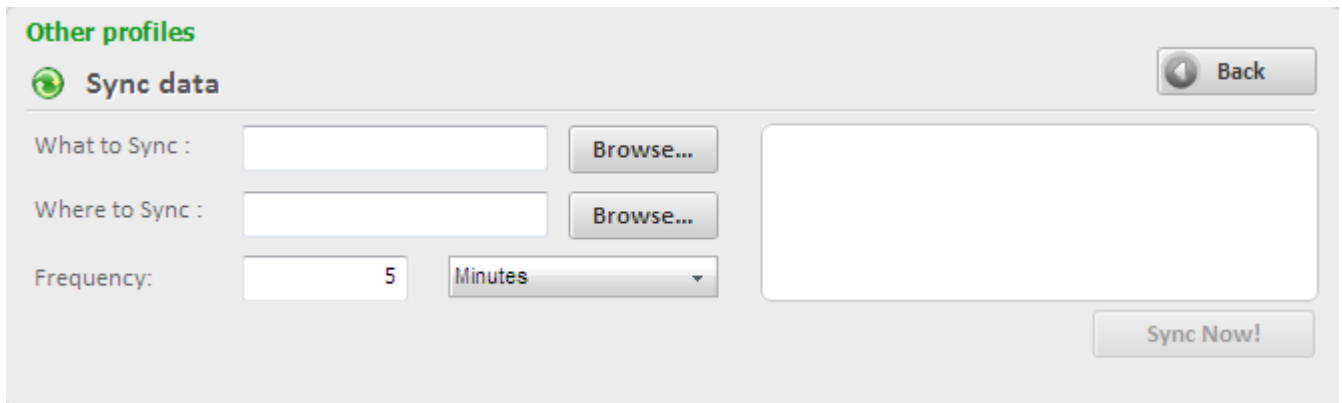 Other profiles
Sync data
Back
What to Sync :
Browse...
Where to Sync :
Browse...
Frequency:
5
Minutes
Sync Now!